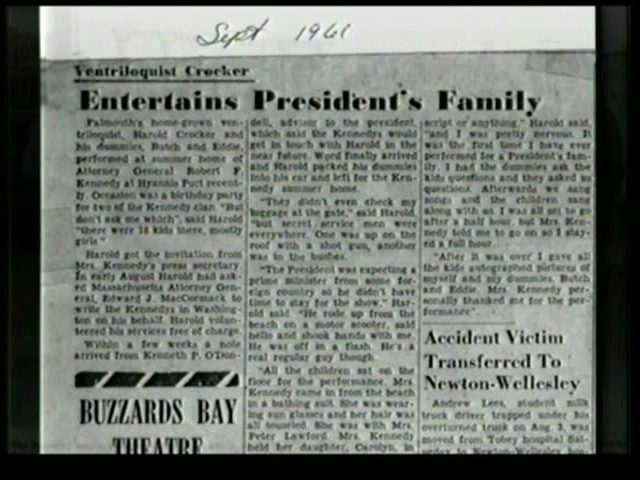 Sept 1961
Ventriloquist Crocker
Entertains President's Family
Falmouth's home-grown ven-
triloquist, Harold Crocker and
his dummies, Butch and Eddie,
performed at summer home of
Attorney General Robert F.
Kennedy at Hyannis Port recent-
ly. Occasion was a birthday party
for two of the Kennedy clan. "But
don't ask me which", said Harold
"there were 18 kids there, mostly
girls."
Harold got the invitation from
Mrs. Kennedy's press secretary.
In early August Harold had ask-
ed Massachusetts Attorney Gen-
eral, Edward J. MacCormack to
write the Kennedys in Washing-
ton on his behalf. Harold volun-
teered his services free of charge.
Within a few weeks a note
arrived from Kenneth P. O'Don-
BUZZARDS BAY
THEATRE
dell, advisor to the president,
which said the Kennedys would
get in touch with Harold in the
near future. Word finally arrived
and Harold parked his dummies
into his car and left for the Ken-
nedy summer home.
"They didn't even check my
luggage at the gate," said Harold,
"but secret service men were
everywhere. One was up on the
roof with a shot gun, another
was in the bushes.
"The President was expecting a
prime minister from some for-
eign country so he didn't have
time to stay for the show," Har-
old said. "He rode up from the
beach on a motor scooter, said
hello and shook hands with me.
He was off in a flash. He's a
real regular guy though.
"All the children sat on the
floor for the performance. Mrs.
Kennedy came in from the beach
in a bathing suit. She was wear-
ing sun glasses and her hair was
all touseled. She was with Mrs.
Peter Lawford. Mrs. Kennedy
held her daughter, Carolyn, in
script or anything," Harold said,
"and I was pretty nervous. It
was the first time I have ever
performed for a President's fam-
ily. I had the dummies ask the
kids questions and they asked us
questions. Afterwards we sang
songs and the children sang
along with us. I was all set to go
after a half hour, but Mrs. Ken-
nedy told me to go on so I stay-
ed a full hour.
"After it was over I gave all
the kids autographed pictures of
myself and my dummies, Butch
and Eddie. Mrs. Kennedy per-
sonally thanked me for the per-
formance".
Accident Victim
Transferred To
Newton-Wellesley
Andrew Lees, student milk
truck driver trapped under his
overturned truck on Aug. 3, was
moved from Tobey hospital Sat-
urday to Newton-Wellesley hos-